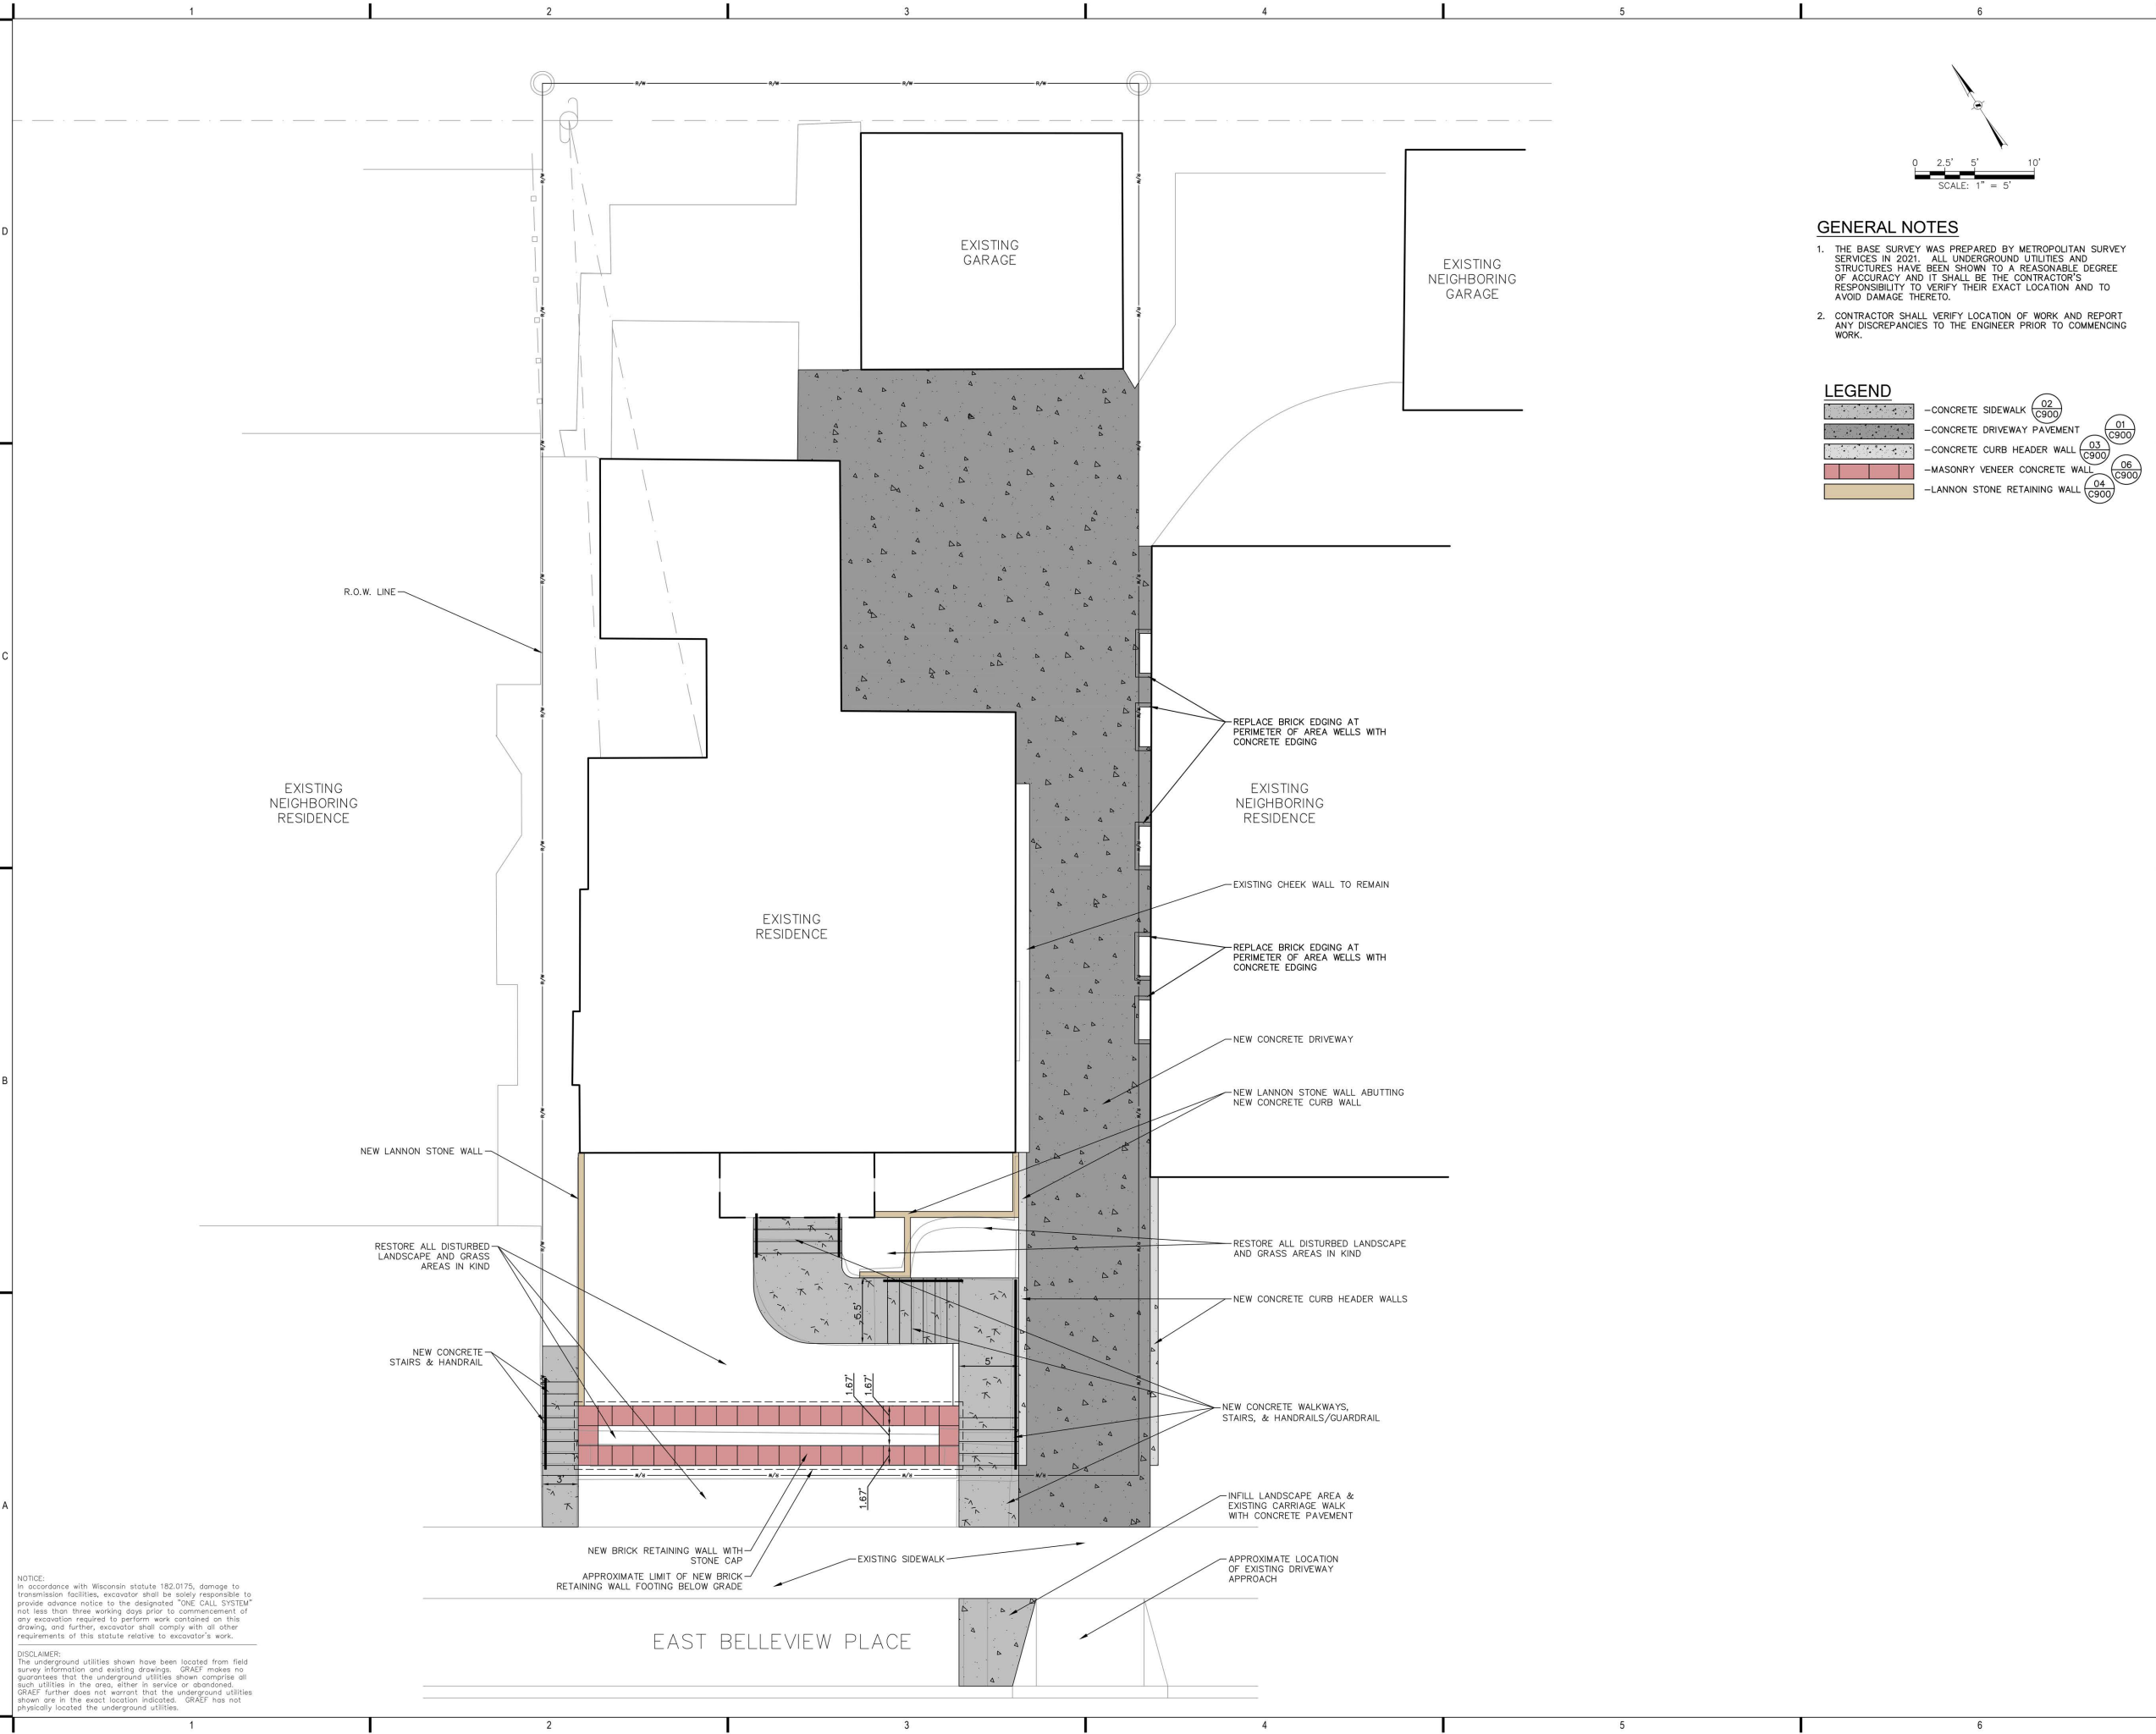 1
2
3
4
5
6
D
C
B
A
R/W
R/W
R/W
R/W
EXISTING
GARAGE
EXISTING
NEIGHBORING
GARAGE
0 2.5' 5' 10'
SCALE: 1" = 5'
GENERAL NOTES
1. THE BASE SURVEY WAS PREPARED BY METROPOLITAN SURVEY
SERVICES IN 2021. ALL UNDERGROUND UTILITIES AND
STRUCTURES HAVE BEEN SHOWN TO A REASONABLE DEGREE
OF ACCURACY AND IT SHALL BE THE CONTRACTOR'S
RESPONSIBILITY TO VERIFY THEIR EXACT LOCATION AND TO
AVOID DAMAGE THERETO.
2. CONTRACTOR SHALL VERIFY LOCATION OF WORK AND REPORT
ANY DISCREPANCIES TO THE ENGINEER PRIOR TO COMMENCING
WORK.
LEGEND
-CONCRETE SIDEWALK 02 C900
-CONCRETE DRIVEWAY PAVEMENT 01 C900
-CONCRETE CURB HEADER WALL 03 C900
-MASONRY VENEER CONCRETE WALL 06 C900
-LANNON STONE RETAINING WALL 04 C900
R.O.W. LINE
EXISTING
NEIGHBORING
RESIDENCE
EXISTING
RESIDENCE
REPLACE BRICK EDGING AT
PERIMETER OF AREA WELLS WITH
CONCRETE EDGING
EXISTING
NEIGHBORING
RESIDENCE
EXISTING CHEEK WALL TO REMAIN
REPLACE BRICK EDGING AT
PERIMETER OF AREA WELLS WITH
CONCRETE EDGING
NEW CONCRETE DRIVEWAY
NEW LANNON STONE WALL ABUTTING
NEW CONCRETE CURB WALL
NEW LANNON STONE WALL
RESTORE ALL DISTURBED
LANDSCAPE AND GRASS
AREAS IN KIND
RESTORE ALL DISTURBED LANDSCAPE
AND GRASS AREAS IN KIND
NEW CONCRETE CURB HEADER WALLS
NEW CONCRETE
STAIRS & HANDRAIL
5.5'
5'
1.67'
1.67'
1.67'
3'
NEW CONCRETE WALKWAYS,
STAIRS, & HANDRAILS/GUARDRAIL
INFILL LANDSCAPE AREA &
EXISTING CARRIAGE WALK
WITH CONCRETE PAVEMENT
NEW BRICK RETAINING WALL WITH
STONE CAP
EXISTING SIDEWALK
APPROXIMATE LIMIT OF NEW BRICK
RETAINING WALL FOOTING BELOW GRADE
APPROXIMATE LOCATION
OF EXISTING DRIVEWAY
APPROACH
EAST BELLEVIEW PLACE
NOTICE:
In accordance with Wisconsin statute 182.0175, damage to
transmission facilities, excavator shall be solely responsible to
provide advance notice to the designated "ONE CALL SYSTEM"
not less than three working days prior to commencement of
any excavation required to perform work contained on this
drawing, and further, excavator shall comply with all other
requirements of this statute relative to excavator's work.
DISCLAIMER:
The underground utilities shown have been located from field
survey information and existing drawings. GRAEF makes no
guarantees that the underground utilities shown comprise all
such utilities in the area, either in service or abandoned.
GRAEF further does not warrant that the underground utilities
shown are in the exact location indicated. GRAEF has not
physically located the underground utilities.
1
2
3
4
5
6